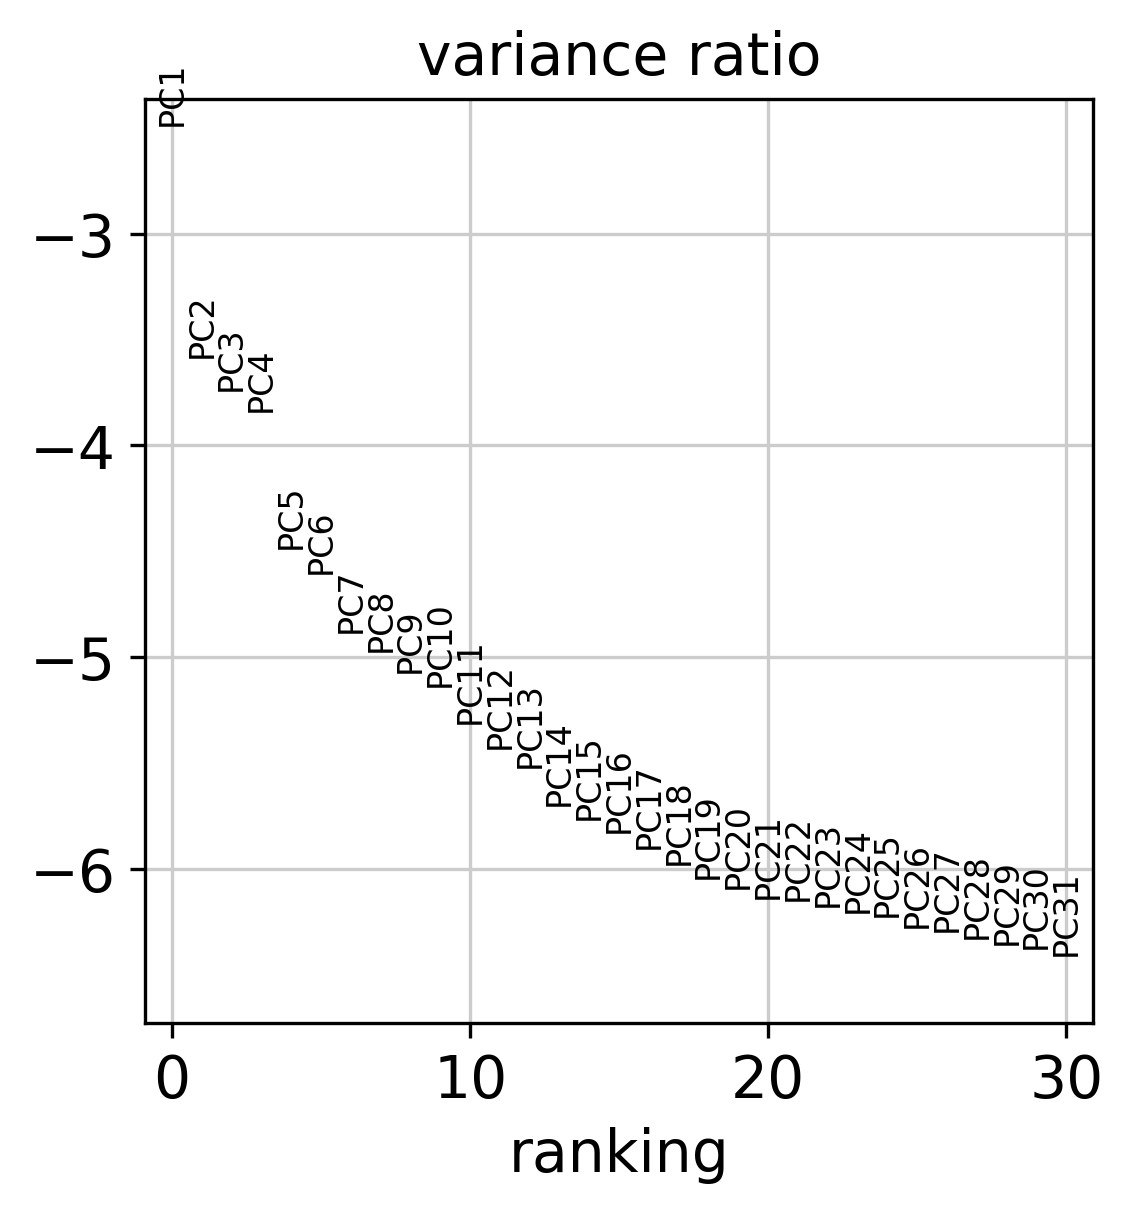 variance ratio
PC1
−3
PC2
PC3
PC4
−4
PC5
PC6
PC7
PC8
PC9
PC10
−5
PC11
PC12
PC13
PC14
PC15
PC16
PC17
PC18
PC19
PC20
PC21
PC22
PC23
PC24
PC25
PC26
PC27
PC28
PC29
PC30
PC31
−6
0 10 20 30
ranking